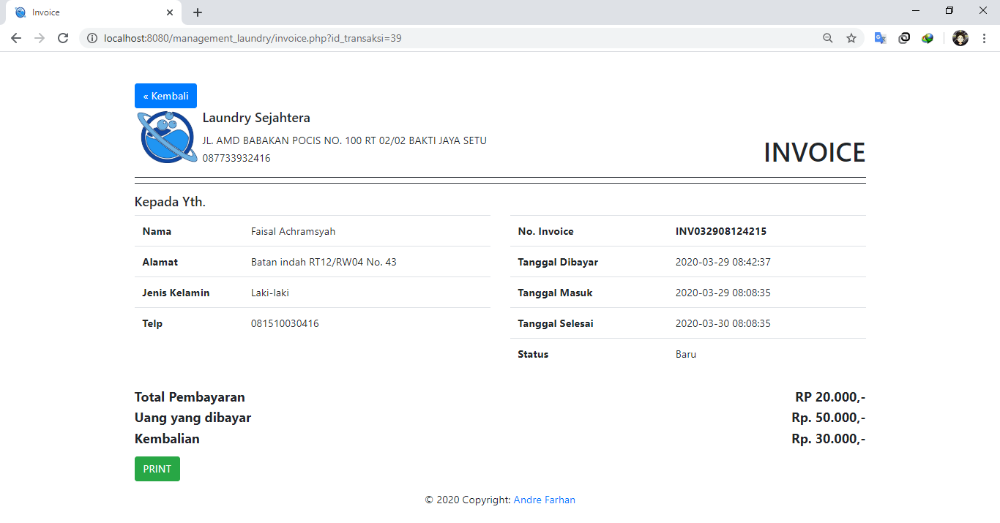 Invoice
localhost:8080/management_laundry/invoice.php?id_transaksi=39
« Kembali
Laundry Sejahtera
JL. AMD BABAKAN POCIS NO. 100 RT 02/02 BAKTI JAYA SETU
087733932416
INVOICE
Kepada Yth.
Nama Faisal Achramsyah
Alamat Batan indah RT12/RW04 No. 43
Jenis Kelamin Laki-laki
Telp 081510030416
No. Invoice INV032908124215
Tanggal Dibayar 2020-03-29 08:42:37
Tanggal Masuk 2020-03-29 08:08:35
Tanggal Selesai 2020-03-30 08:08:35
Status Baru
Total Pembayaran RP 20.000,-
Uang yang dibayar Rp. 50.000,-
Kembalian Rp. 30.000,-
PRINT
© 2020 Copyright: Andre Farhan